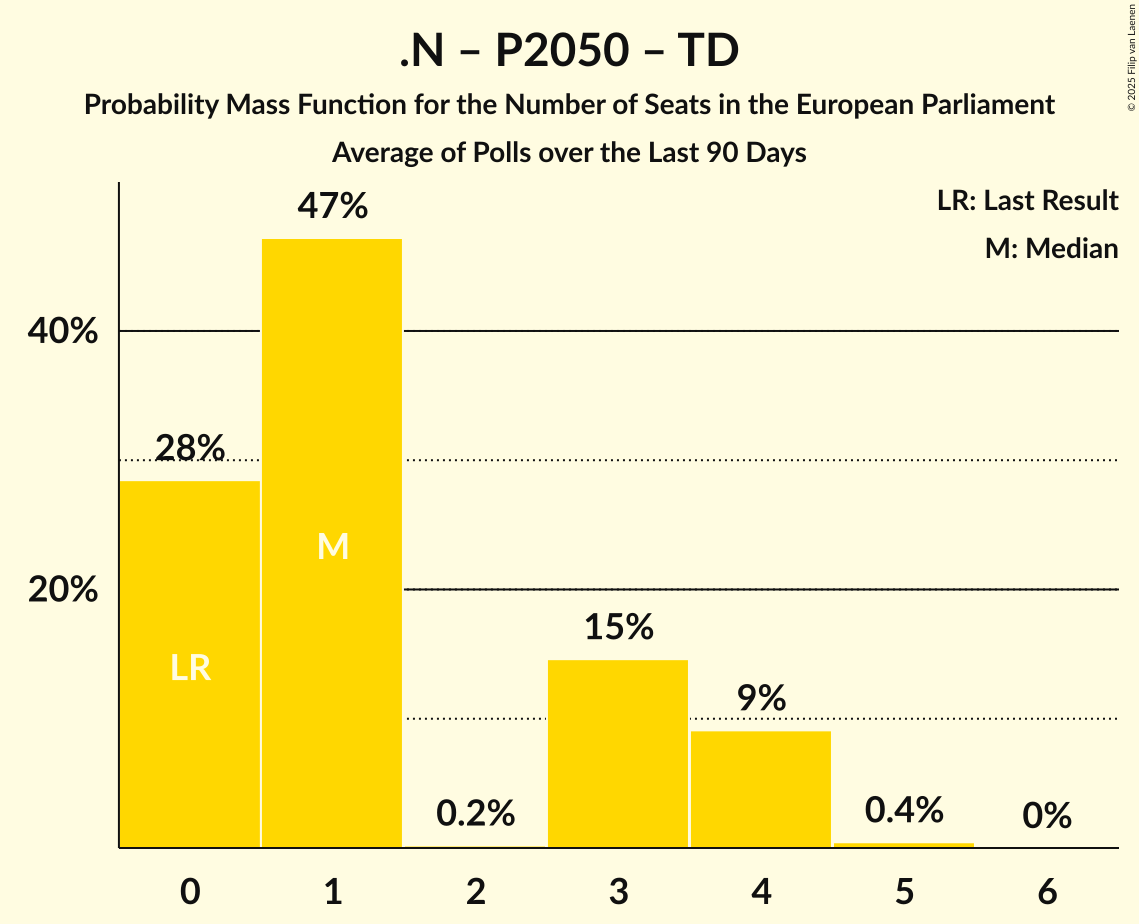 .N – P2050 – TD
Probability Mass Function for the Number of Seats in the European Parliament
Average of Polls over the Last 90 Days
© 2025 Filip van Laenen
LR: Last Result
M: Median
47%
40%
28%
M
20%
15%
LR
9%
0.2%
0.4%
0%
0 1 2 3 4 5 6